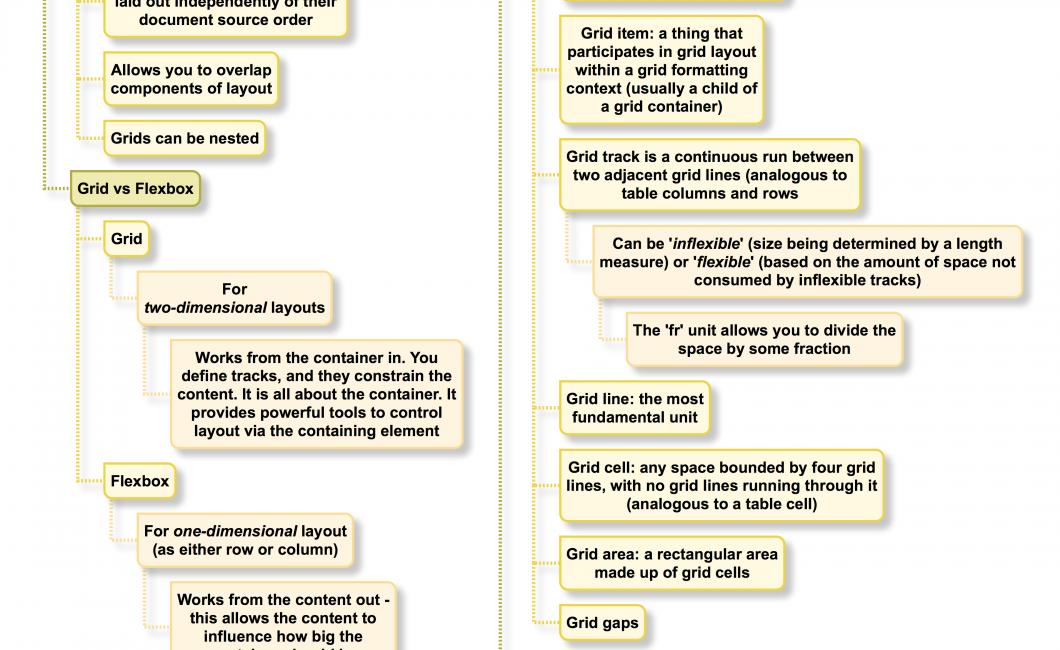 laid out independently of their
document source order
Allows you to overlap
components of layout
Grids can be nested
Grid vs Flexbox
Grid
For
two-dimensional layouts
Works from the container in. You
define tracks, and they constrain the
content. It is all about the container. It
provides powerful tools to control
layout via the containing element
Flexbox
For one-dimensional layout
(as either row or column)
Works from the content out -
this allows the content to
influence how big the
Grid item: a thing that
participates in grid layout
within a grid formatting
context (usually a child of
a grid container)
Grid track is a continuous run between
two adjacent grid lines (analogous to
table columns and rows
Can be 'inflexible' (size being determined by a length
measure) or 'flexible' (based on the amount of space not
consumed by inflexible tracks)
The 'fr' unit allows you to divide the
space by some fraction
Grid line: the most
fundamental unit
Grid cell: any space bounded by four grid
lines, with no grid lines running through it
(analogous to a table cell)
Grid area: a rectangular area
made up of grid cells
Grid gaps